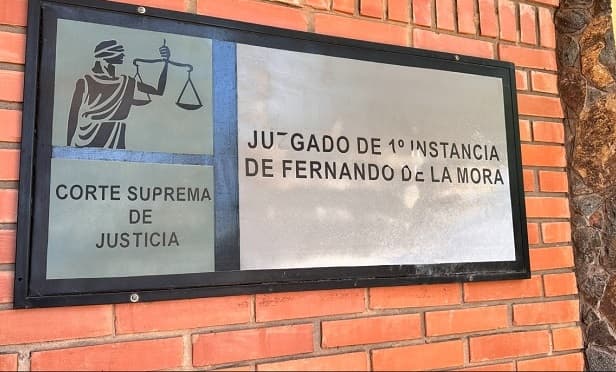 CORTE SUPREMA
DE
JUSTICIA
JUZGADO DE 1º INSTANCIA
DE FERNANDO DE LA MORA